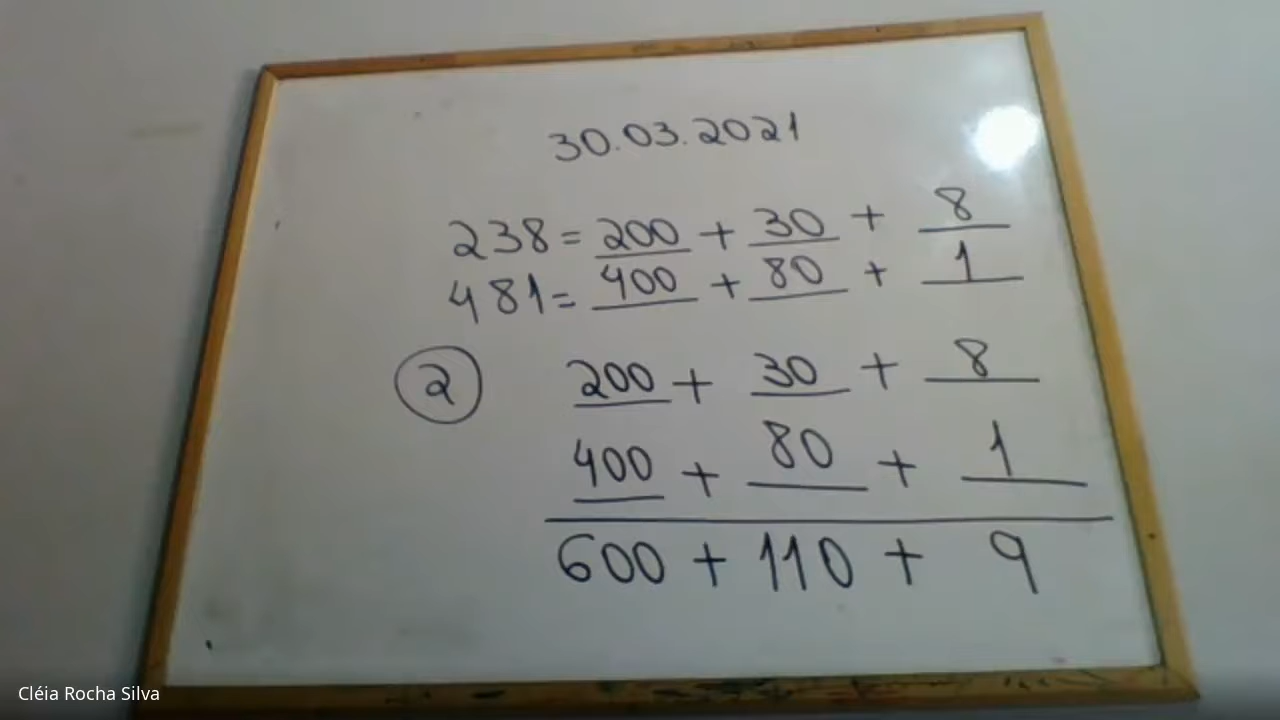 30.03.2021
238 = 200 + 30 + 8
481 = 400 + 80 + 1
2 200 + 30 + 8
400 + 80 + 1
600 + 110 + 9
Cléia Rocha Silva